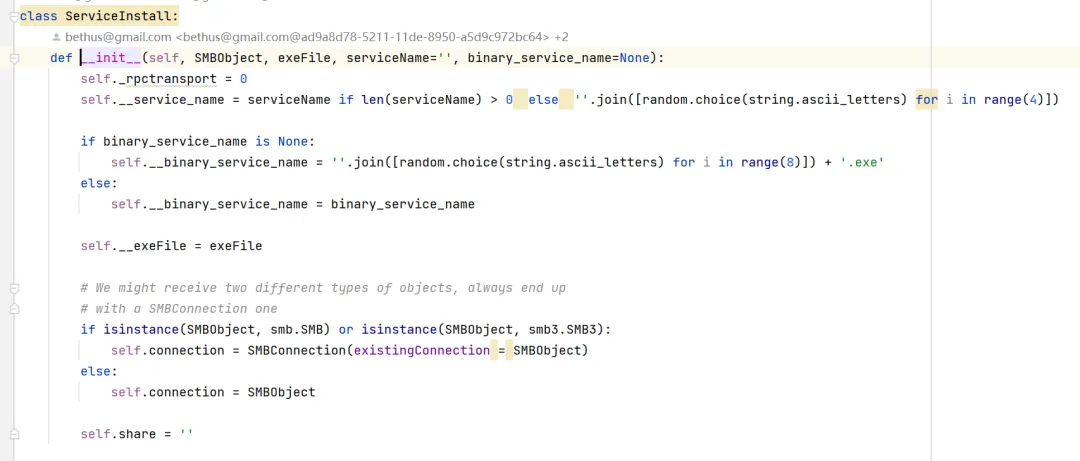 class ServiceInstall:
bethus@gmail.com <bethus@gmail.com@ad9a8d78-5211-11de-8950-a5d9c972bc64> +2
def __init__(self, SMBObject, exeFile, serviceName='', binary_service_name=None):
self._rpctransport = 0
self.__service_name = serviceName if len(serviceName) > 0 else ''.join([random.choice(string.ascii_letters) for i in range(4)])
if binary_service_name is None:
self.__binary_service_name = ''.join([random.choice(string.ascii_letters) for i in range(8)]) + '.exe'
else:
self.__binary_service_name = binary_service_name
self.__exeFile = exeFile
# We might receive two different types of objects, always end up
# with a SMBConnection one
if isinstance(SMBObject, smb.SMB) or isinstance(SMBObject, smb3.SMB3):
self.connection = SMBConnection(existingConnection = SMBObject)
else:
self.connection = SMBObject
self.share = ''